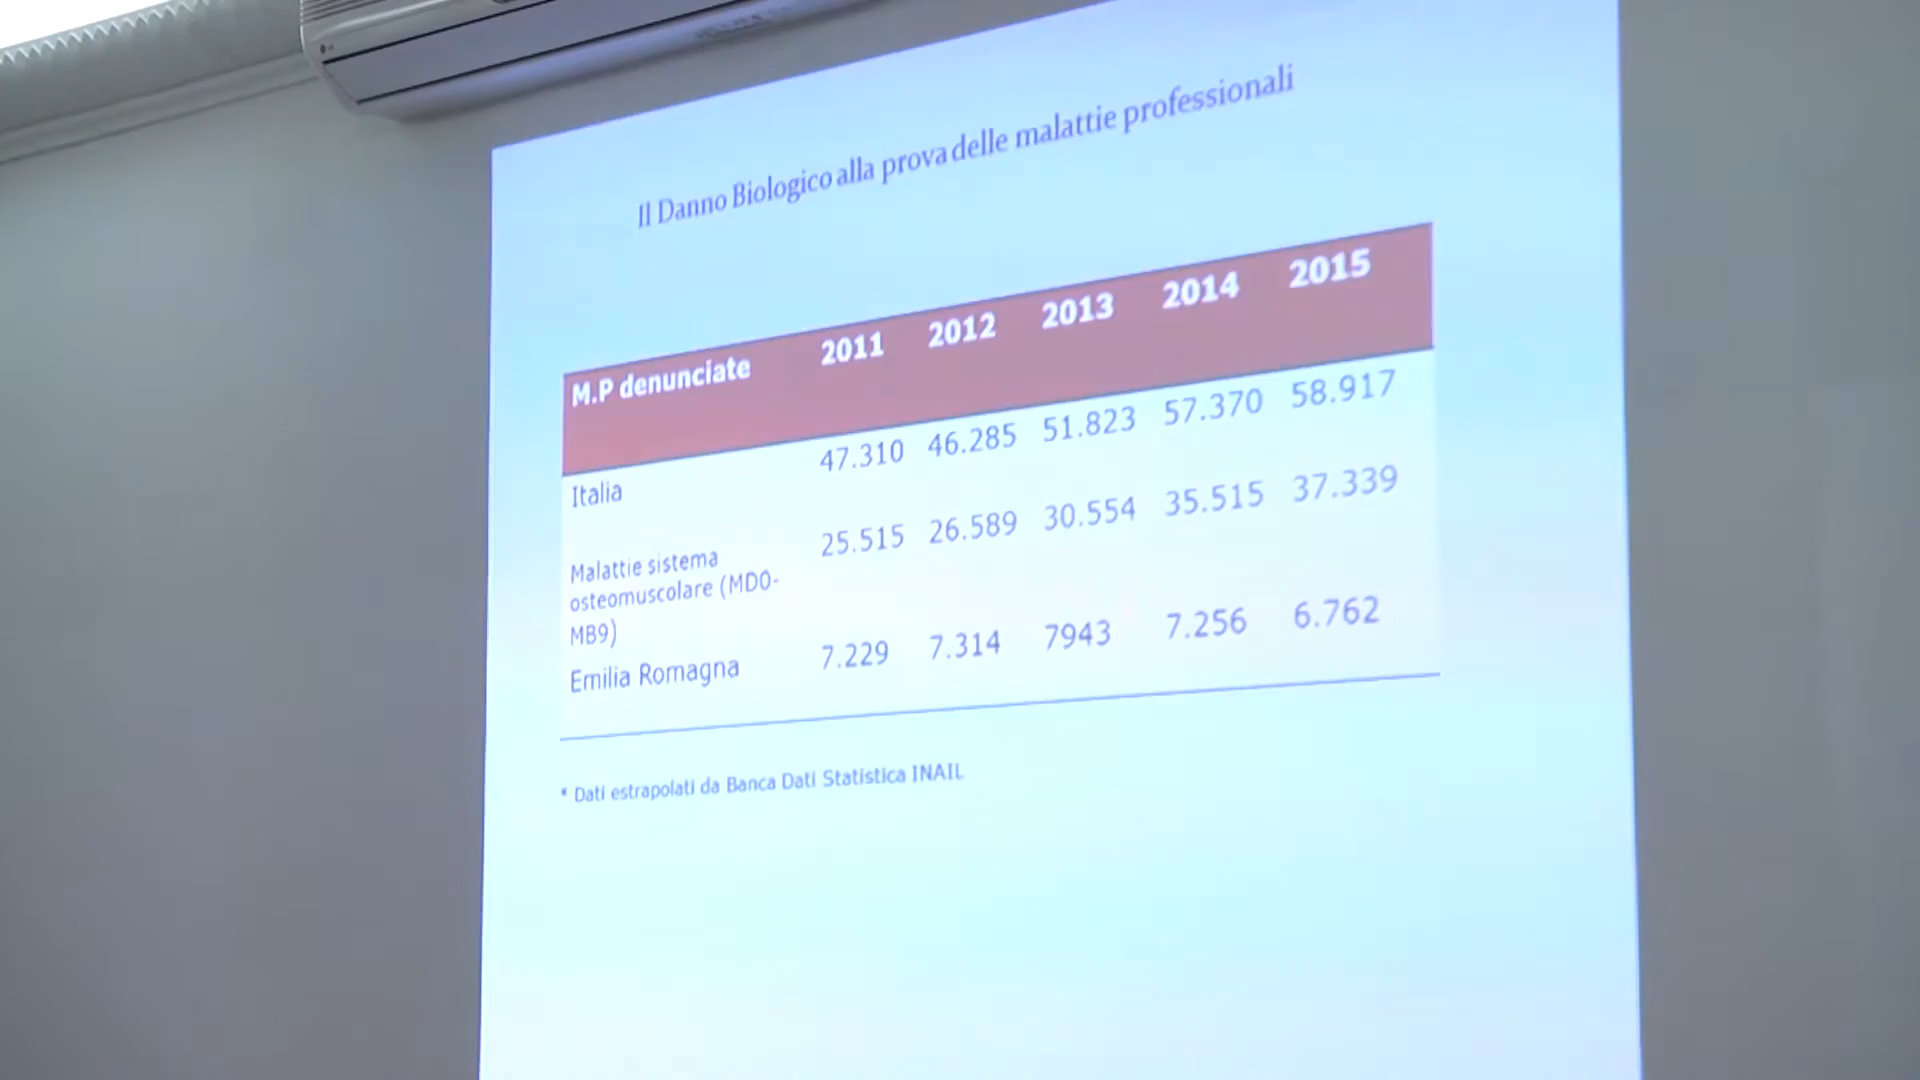 Il Danno Biologico alla prova delle malattie professionali
M.P denunciate 2011 2012 2013 2014 2015
Italia 47.310 46.285 51.823 57.370 58.917
Malattie sistema 25.515 26.589 30.554 35.515 37.339
osteomuscolare (MD0-
MB9)
Emilia Romagna 7.229 7.314 7943 7.256 6.762
* Dati estrapolati da Banca Dati Statistica INAIL